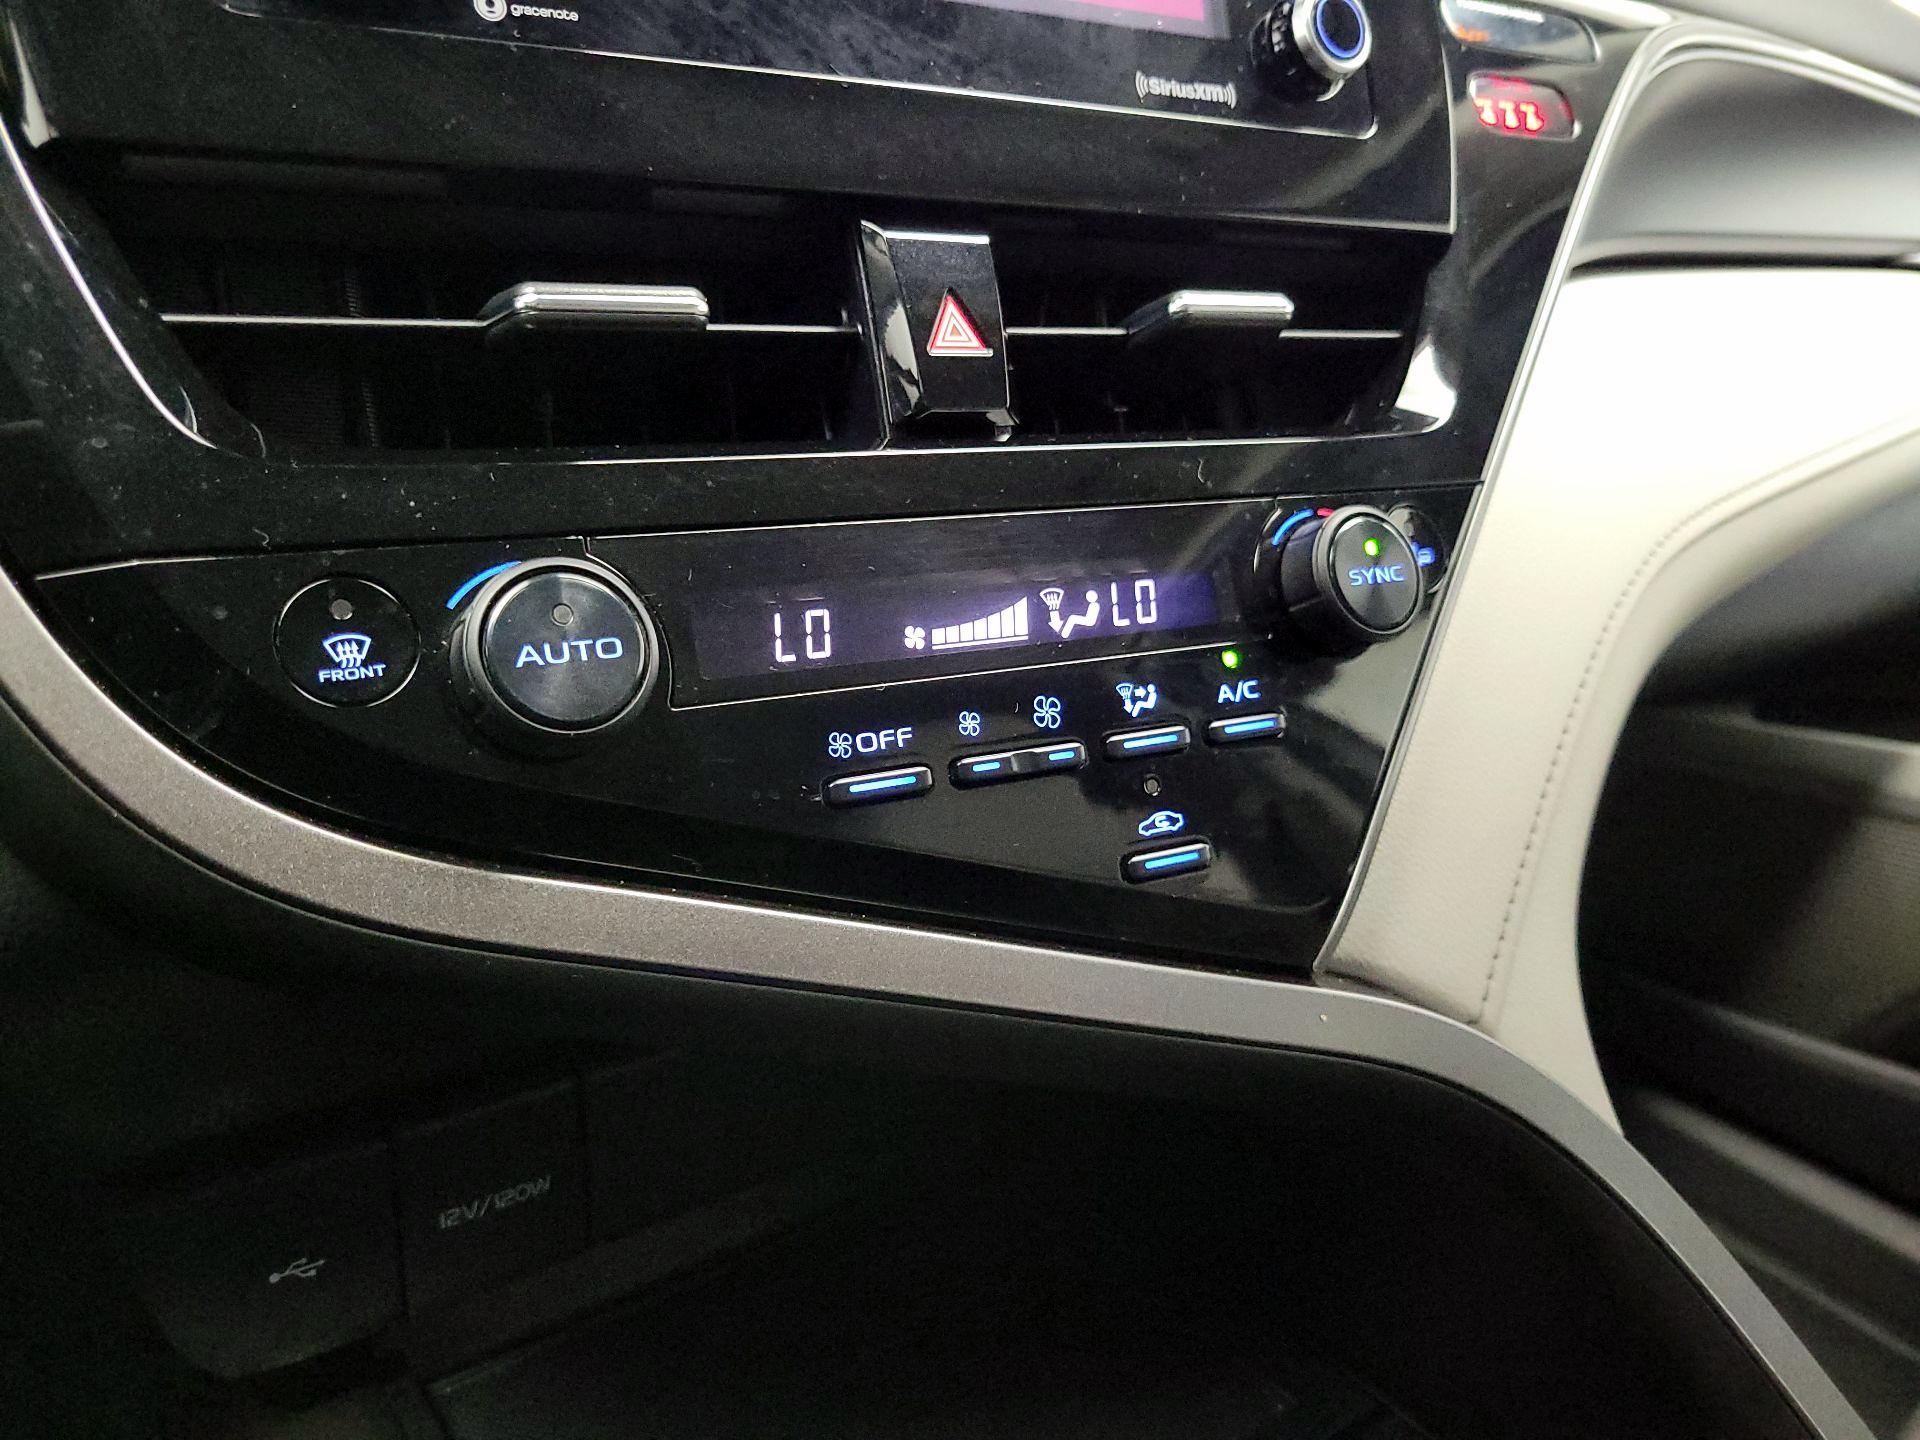 gracenote
SiriusXM
SYNC
LO
LO
AUTO
FRONT
A/C
OFF
12V/120W